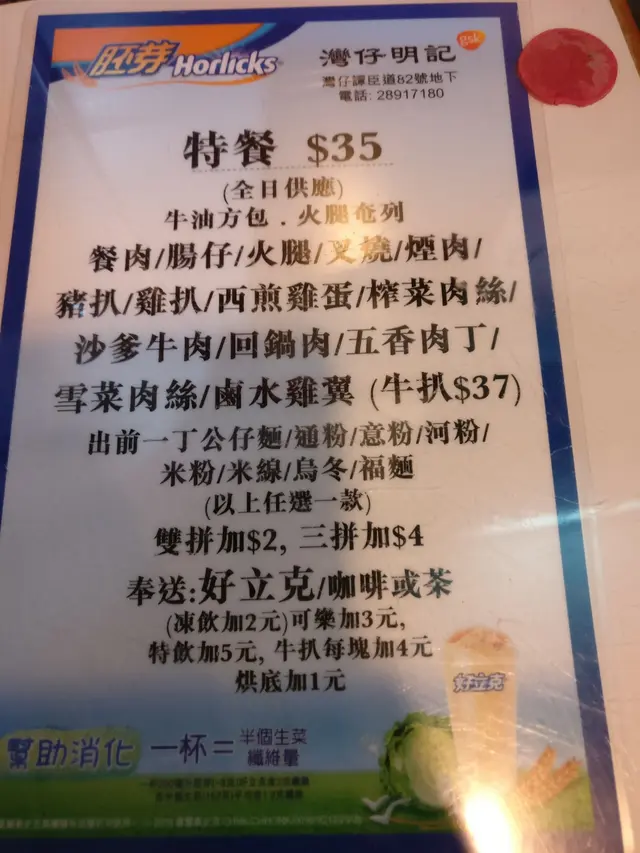 胚芽 Horlicks
灣仔明記
gsk
灣仔譚臣道82號地下
電話: 28917180
特餐 $35
(全日供應)
牛油方包 . 火腿奄列
餐肉/腸仔/火腿/叉燒/煙肉/
豬扒/雞扒/西煎雞蛋/榨菜肉絲/
沙爹牛肉/回鍋肉/五香肉丁/
雪菜肉絲/鹵水雞翼 (牛扒$37)
出前一丁公仔麵/通粉/意粉/河粉/
米粉/米線/烏冬/福麵
(以上任選一款)
雙拼加$2, 三拼加$4
奉送:好立克/咖啡或茶
(凍飲加2元)可樂加3元,
特飲加5元, 牛扒每塊加4元
烘底加1元
好立克
幫助消化 一杯=半個生菜
纖維量